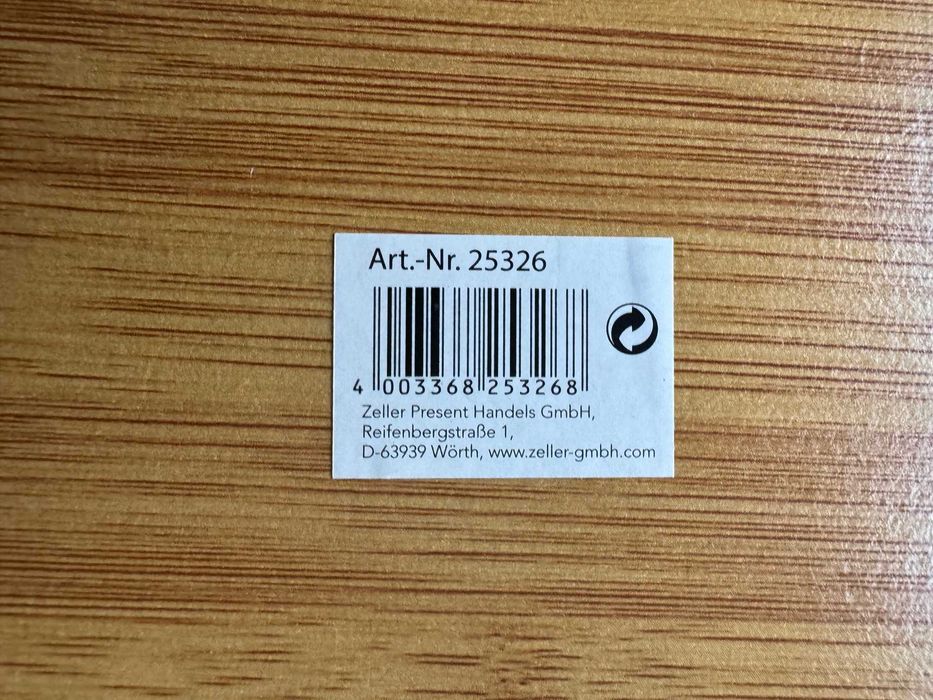 Art.-Nr. 25326
4 003368 253268
Zeller Present Handels GmbH,
Reifenbergstraße 1,
D-63939 Wörth, www.zeller-gmbh.com